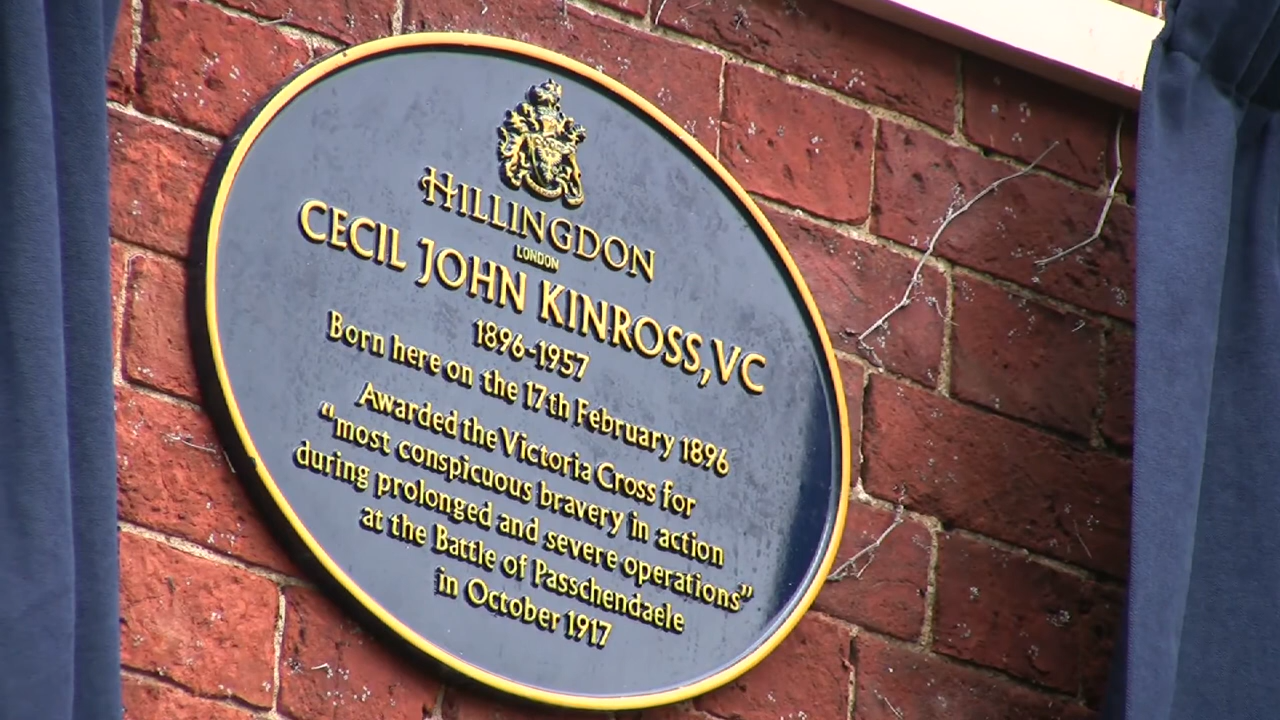 HILLINGDON
LONDON
CECIL JOHN KINROSS, VC
1896-1957
Born here on the 17th February 1896
Awarded the Victoria Cross for
“most conspicuous bravery in action
during prolonged and severe operations”
at the Battle of Passchendaele
in October 1917